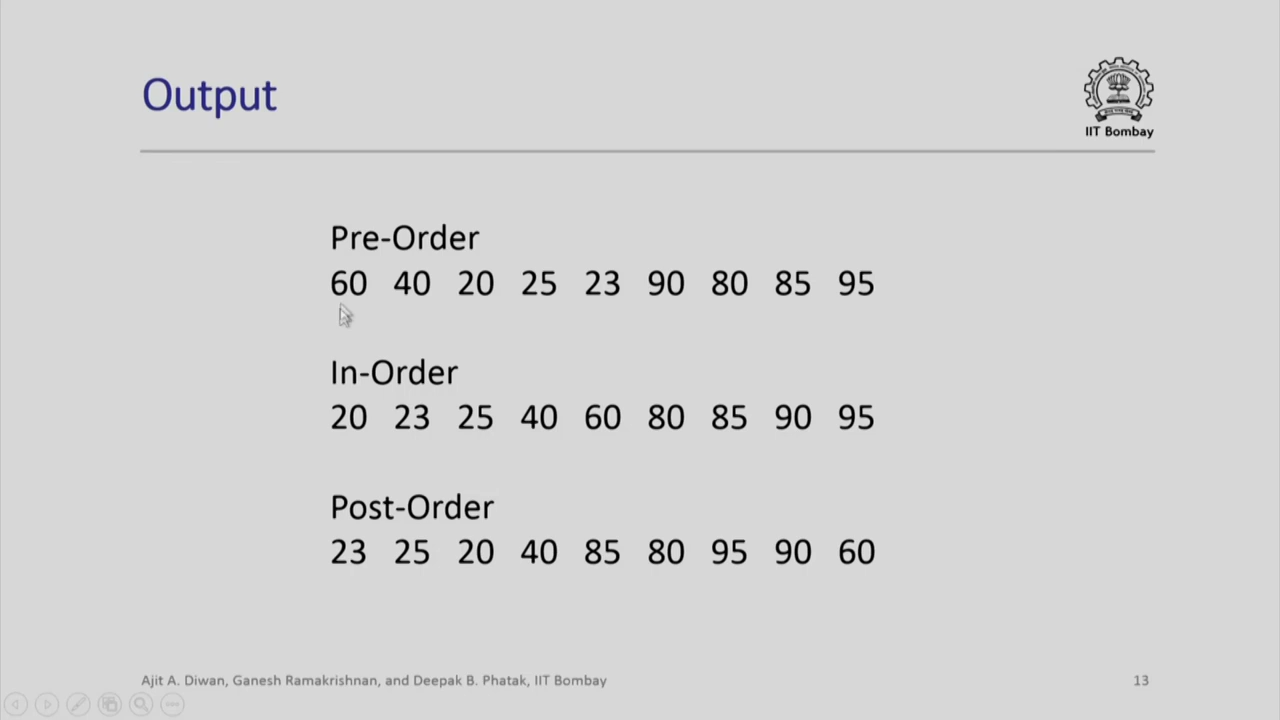 Output
IIT Bombay
Pre-Order
60 40 20 25 23 90 80 85 95
In-Order
20 23 25 40 60 80 85 90 95
Post-Order
23 25 20 40 85 80 95 90 60
Ajit A. Diwan, Ganesh Ramakrishnan, and Deepak B. Phatak, IIT Bombay
13